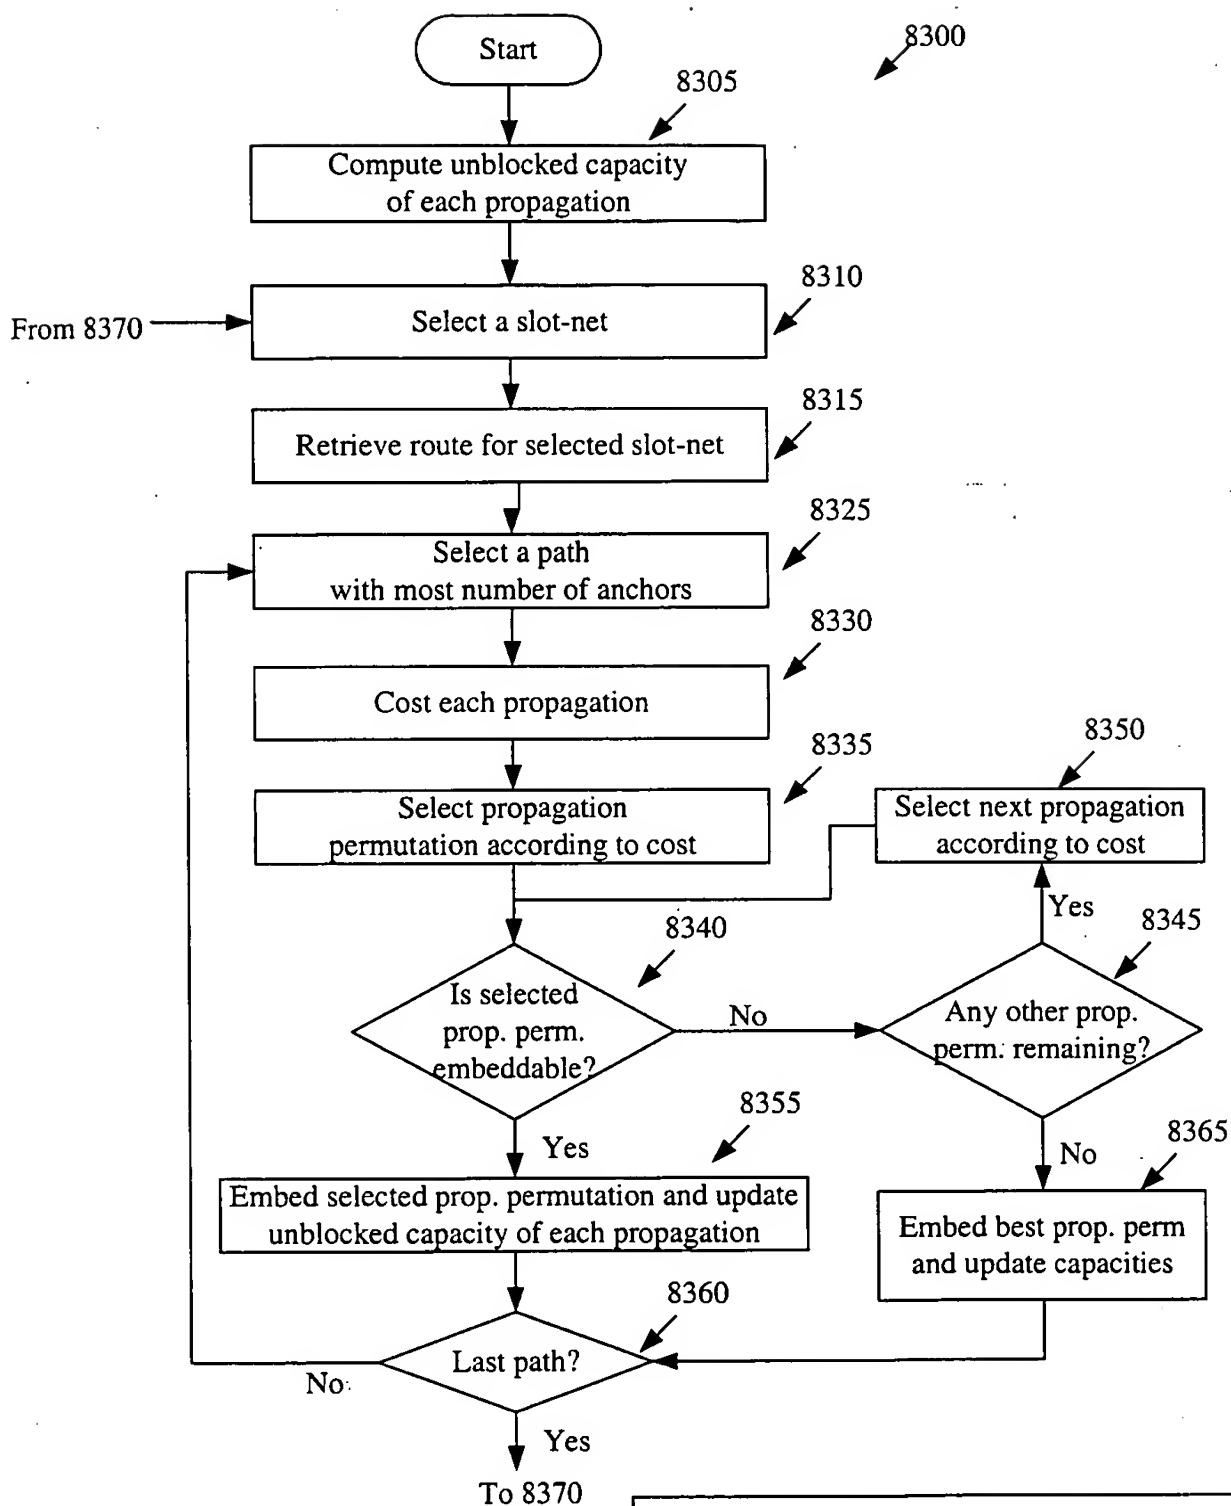 Start
8300
8305
Compute unblocked capacity
of each propagation
8310
From 8370
Select a slot-net
8315
Retrieve route for selected slot-net
8325
Select a path
with most number of anchors
8330
Cost each propagation
8335
Select propagation
permutation according to cost
8350
Select next propagation
according to cost
Yes
8340
8345
Is selected
prop. perm.
embeddable?
No
Any other prop.
perm. remaining?
8355
Yes
No
8365
Embed selected prop. permutation and update
unblocked capacity of each propagation
Embed best prop. perm
and update capacities
8360
Last path?
No
Yes
To 8370